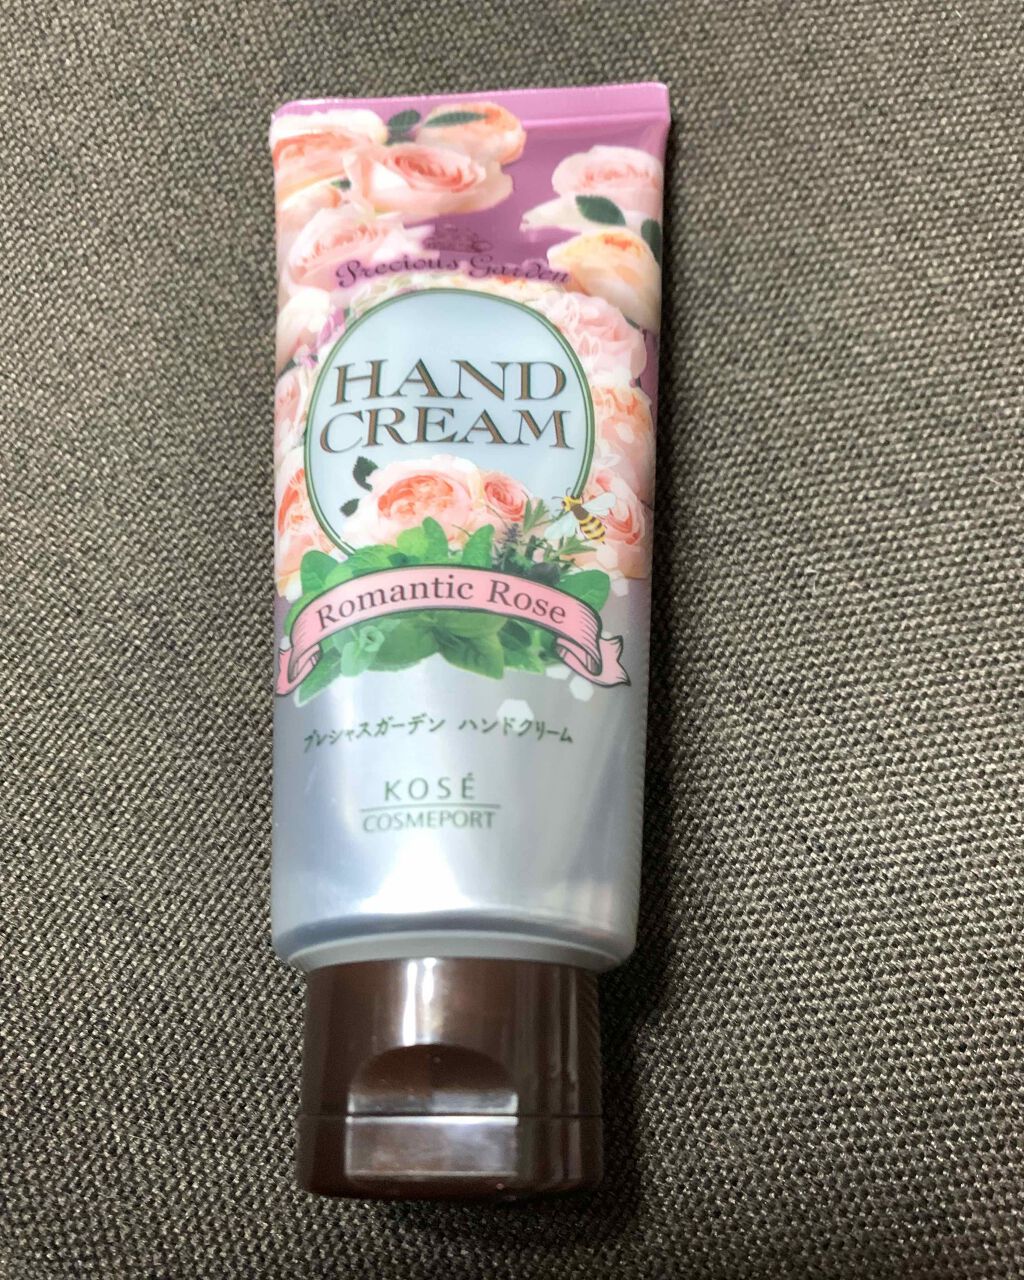 Precious Garden
HAND
CREAM
Romantic Rose
プレシャスガーデン ハンドクリーム
KOSÉ
COSMEPORT